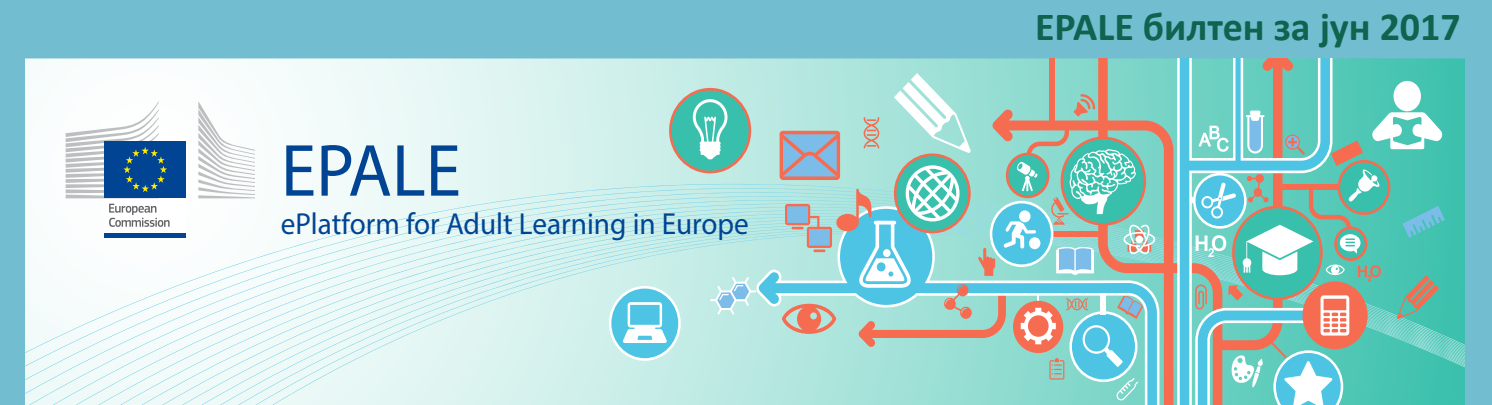 EPALE билтен за јун 2017
European
Commission
EPALE
ePlatform for Adult Learning in Europe
ABC
H₂O
H₂O